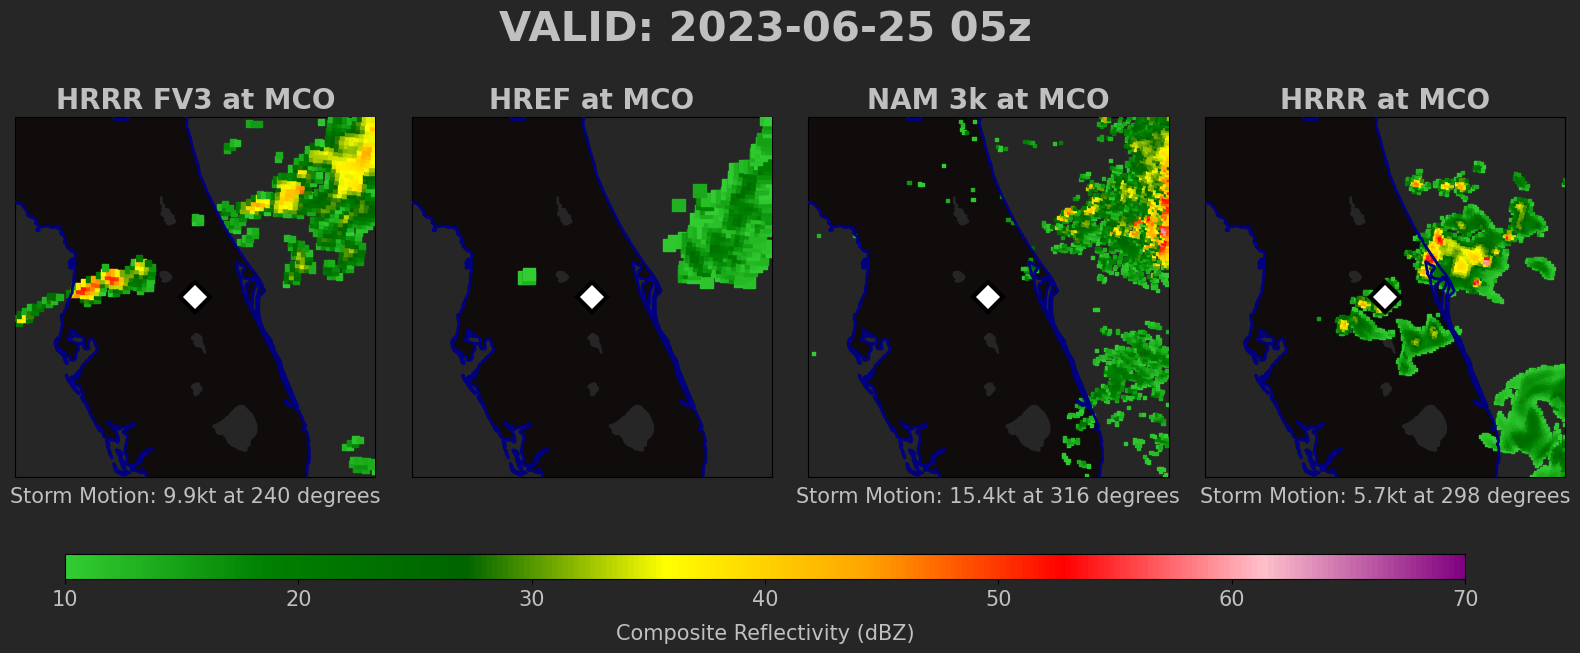 VALID: 2023-06-25 05z
HRRR FV3 at MCO
HREF at MCO
NAM 3k at MCO
HRRR at MCO
Storm Motion: 9.9kt at 240 degrees
Storm Motion: 15.4kt at 316 degrees
Storm Motion: 5.7kt at 298 degrees
10 20 30 40 50 60 70
Composite Reflectivity (dBZ)